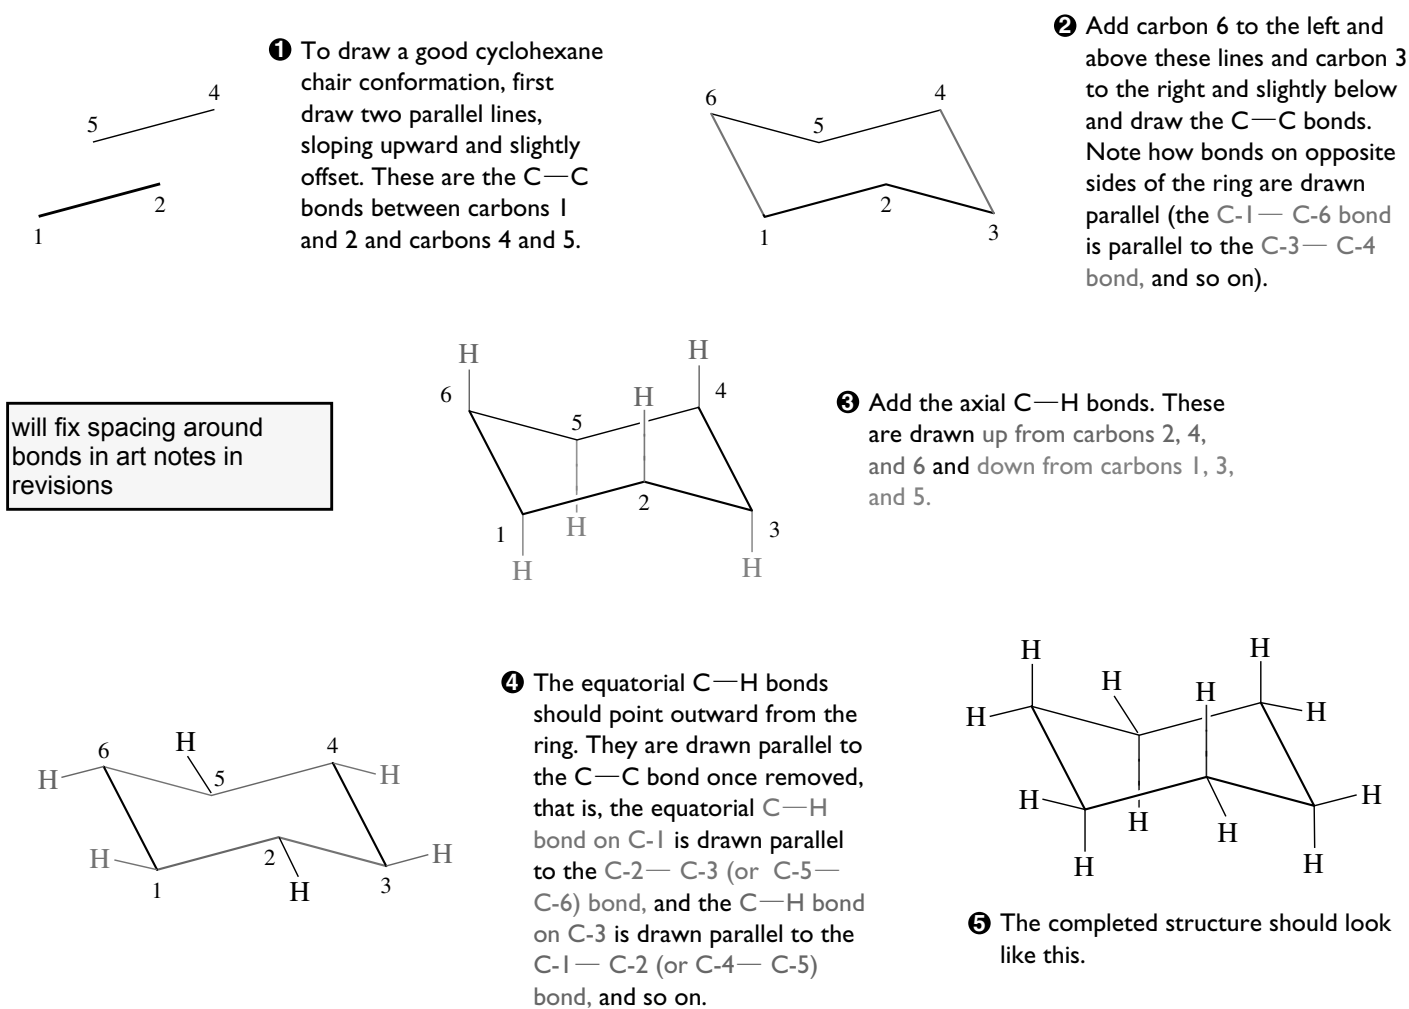 ❶ To draw a good cyclohexane
chair conformation, first
draw two parallel lines,
sloping upward and slightly
offset. These are the C—C
bonds between carbons 1
and 2 and carbons 4 and 5.
4
5
2
1
❷ Add carbon 6 to the left and
above these lines and carbon 3
to the right and slightly below
and draw the C—C bonds.
Note how bonds on opposite
sides of the ring are drawn
parallel (the C-1— C-6 bond
is parallel to the C-3— C-4
bond, and so on).
6
4
5
2
1
3
will fix spacing around
bonds in art notes in
revisions
H
H
6
H
4
5
2
1
H
3
H
H
❸ Add the axial C—H bonds. These
are drawn up from carbons 2, 4,
and 6 and down from carbons 1, 3,
and 5.
❹ The equatorial C—H bonds
should point outward from the
ring. They are drawn parallel to
the C—C bond once removed,
that is, the equatorial C—H
bond on C-1 is drawn parallel
to the C-2— C-3 (or C-5—
C-6) bond, and the C—H bond
on C-3 is drawn parallel to the
C-1— C-2 (or C-4— C-5)
bond, and so on.
6
H
4
H
5
H
H
2
H
1
H
3
H
H
H
H
H
H
H
H
H
H
H
H
❺ The completed structure should look
like this.